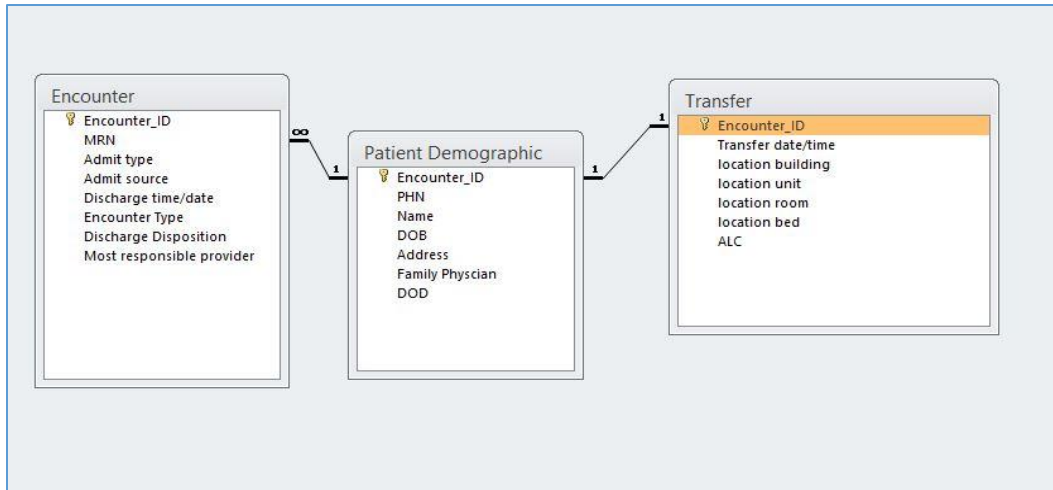 Encounter
Encounter_ID
MRN
Admit type
Admit source
Discharge time/date
Encounter Type
Discharge Disposition
Most responsible provider
∞
1
Patient Demographic
Encounter_ID
PHN
Name
DOB
Address
Family Physcian
DOD
1
1
Transfer
Encounter_ID
Transfer date/time
location building
location unit
location room
location bed
ALC